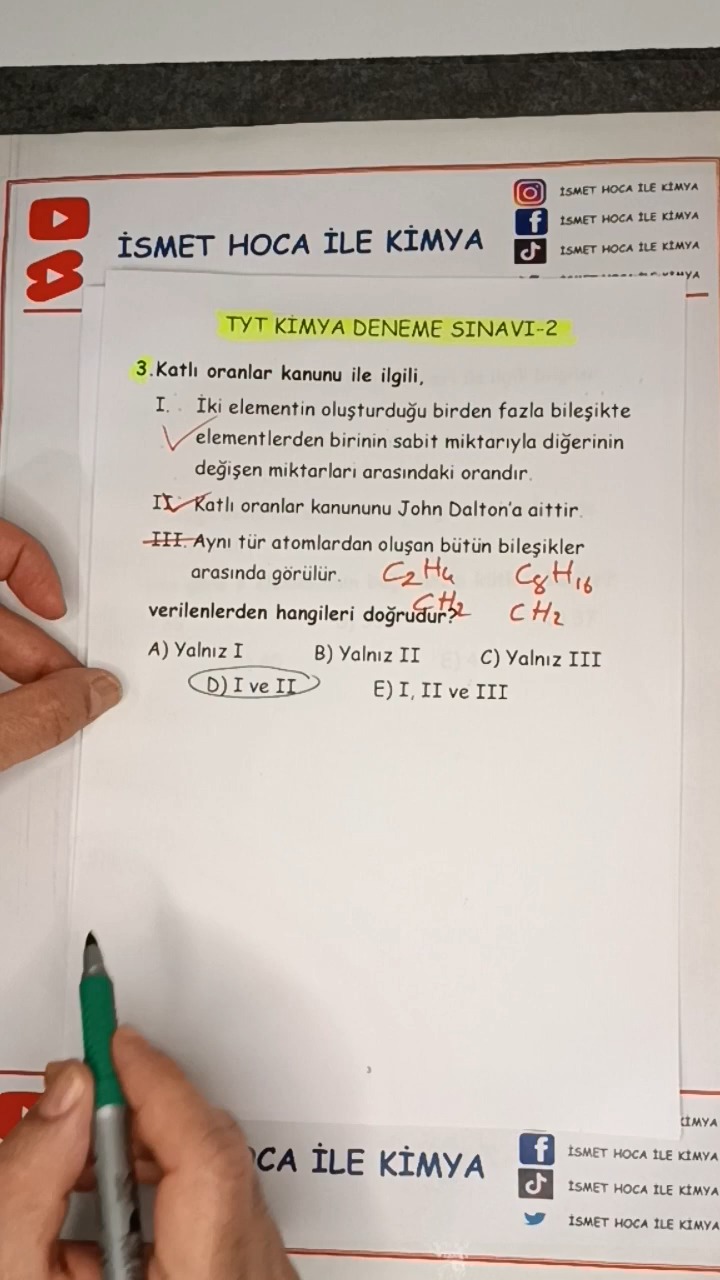 İSMET HOCA İLE KİMYA
İSMET HOCA İLE KİMYA
İSMET HOCA İLE KİMYA
İSMET HOCA İLE KİMYA
TYT KİMYA DENEME SINAVI-2
3.Katlı oranlar kanunu ile ilgili,
I. İki elementin oluşturduğu birden fazla bileşikte
elementlerden birinin sabit miktarıyla diğerinin
değişen miktarları arasındaki orandır.
II. Katlı oranlar kanununu John Dalton'a aittir.
III. Aynı tür atomlardan oluşan bütün bileşikler
arasında görülür. C2H4 C8H16
CH2 CH2
verilenlerden hangileri doğrudur?
A) Yalnız I B) Yalnız II C) Yalnız III
D) I ve II E) I, II ve III
3
KİMYA
OCA İLE KİMYA
İSMET HOCA İLE KİMYA
İSMET HOCA İLE KİMYA
İSMET HOCA İLE KİMYA